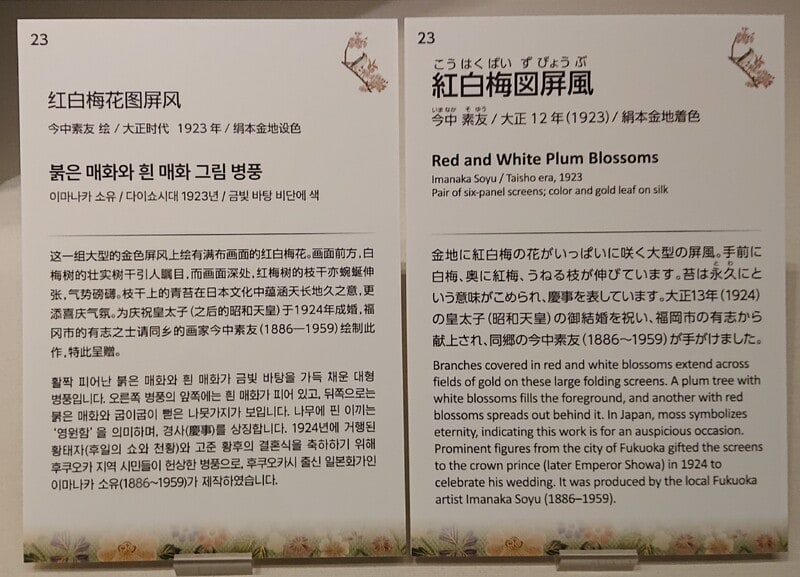 23
红白梅花图屏风
今中素友 绘 / 大正时代 1923 年 / 绢本金地设色
붉은 매화와 흰 매화 그림 병풍
이마나카 소유 / 다이쇼시대 1923년 / 금빛 바탕 비단에 색
这一组大型的金色屏风上绘有满布画面的红白梅花。画面前方，白
梅树的壮实树干引人瞩目，而画面深处，红梅树的枝干亦蜿蜒伸
张，气势磅礴。枝干上的青苔在日本文化中蕴涵天长地久之意，更
添喜庆气氛。为庆祝皇太子（之后的昭和天皇）于1924年成婚，福
冈市的有志之士请同乡的画家今中素友（1886—1959）绘制此
作，特此呈赠。
활짝 피어난 붉은 매화와 흰 매화가 금빛 바탕을 가득 채운 대형
병풍입니다. 오른쪽 병풍의 앞쪽에는 흰 매화가 피어 있고, 뒤쪽으로는
붉은 매화와 굽이굽이 뻗은 나뭇가지가 보입니다. 나무에 핀 이끼는
‘영원함’ 을 의미하며, 경사(慶事)를 상징합니다. 1924년에 거행된
황태자(후일의 쇼와 천황)와 고준 황후의 결혼식을 축하하기 위해
후쿠오카 지역 시민들이 헌상한 병풍으로, 후쿠오카시 출신 일본화가인
이마나카 소유(1886~1959)가 제작하였습니다.
23
こうはくばい ず びょう ぶ
紅白梅図屏風
いまなか そ ゆう
今中 素友 / 大正 12 年（1923）/ 絹本金地着色
Red and White Plum Blossoms
Imanaka Soyu / Taisho era, 1923
Pair of six-panel screens; color and gold leaf on silk
金地に紅白梅の花がいっぱいに咲く大型の屏風。手前に
白梅、奥に紅梅、うねる枝が伸びています。苔は永久にと
とわ
いう意味がこめられ、慶事を表しています。大正13年（1924）
の皇太子（昭和天皇）の御結婚を祝い、福岡市の有志から
献上され、同郷の今中素友（1886～1959）が手がけました。
Branches covered in red and white blossoms extend across
fields of gold on these large folding screens. A plum tree with
white blossoms fills the foreground, and another with red
blossoms spreads out behind it. In Japan, moss symbolizes
eternity, indicating this work is for an auspicious occasion.
Prominent figures from the city of Fukuoka gifted the screens
to the crown prince (later Emperor Showa) in 1924 to
celebrate his wedding. It was produced by the local Fukuoka
artist Imanaka Soyu (1886–1959).